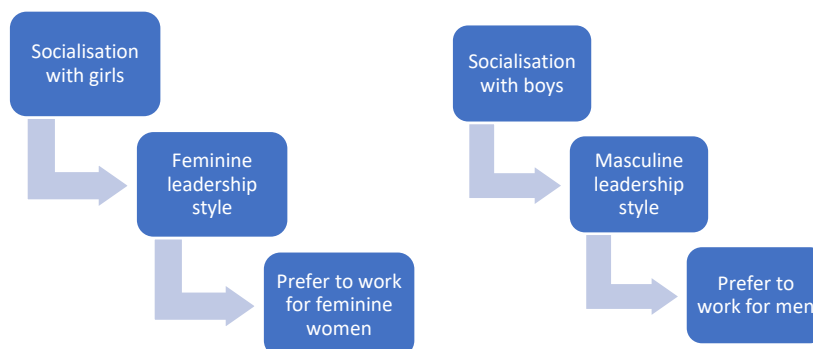 Socialisation
with girls
Feminine
leadership
style
Prefer to work
for feminine
women
Socialisation
with boys
Masculine
leadership
style
Prefer to
work for men